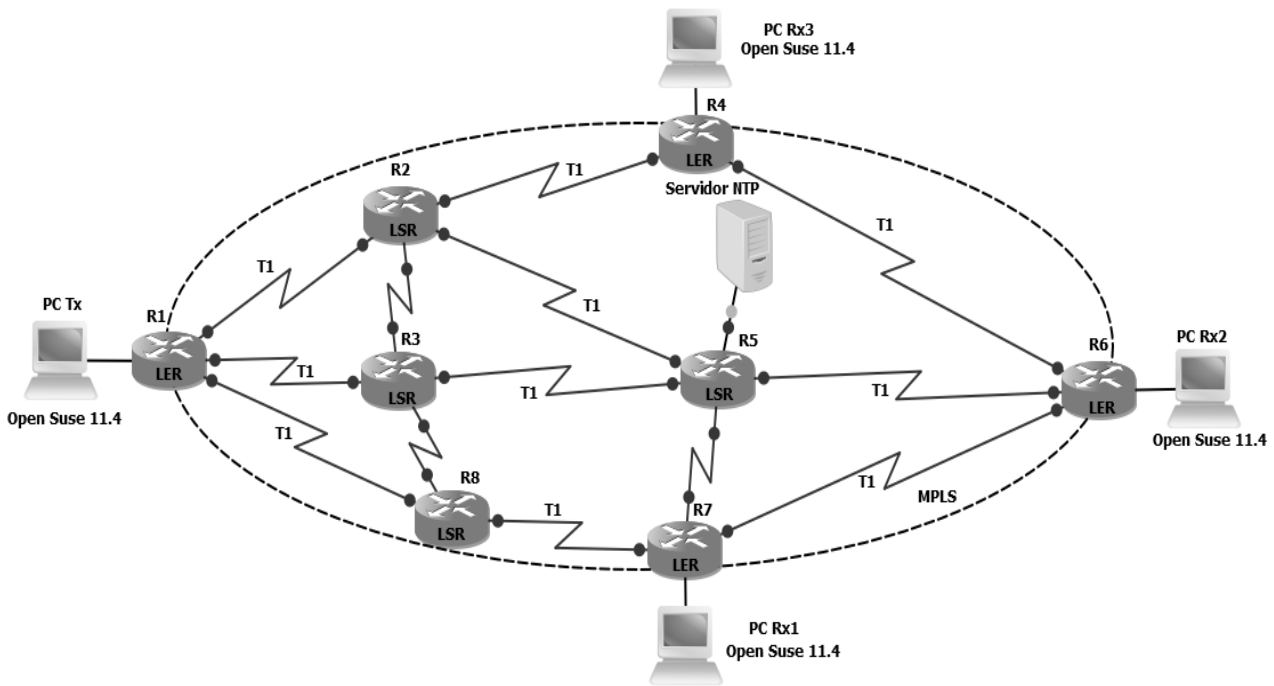 PC Rx3
Open Suse 11.4
R4
LER
Servidor NTP
R2
LSR
T1
T1
T1
T1
PC Tx
R1
LER
Open Suse 11.4
T1
R3
LSR
T1
R5
LSR
T1
R6
LER
PC Rx2
Open Suse 11.4
T1
R8
LSR
T1
R7
LER
T1
MPLS
PC Rx1
Open Suse 11.4